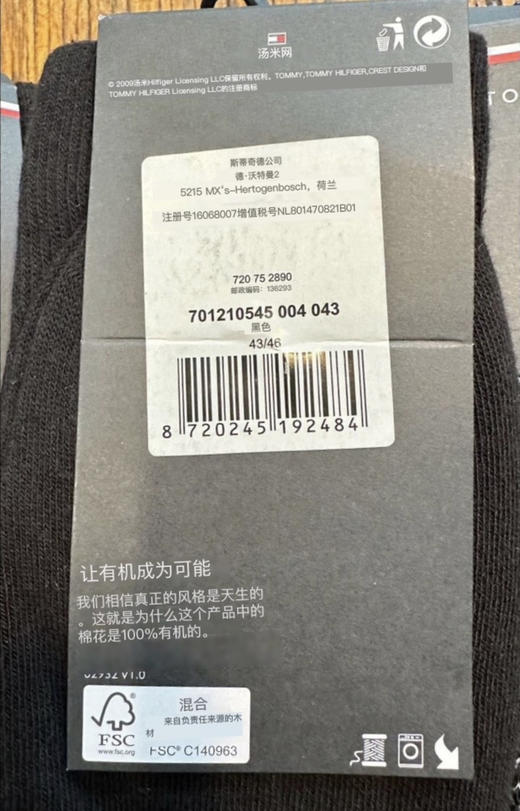 汤米网
© 2009汤米Hilfiger Licensing LLC保留所有权利。TOMMY,TOMMY HILFIGER,CREST DESIGN和
TOMMY HILFIGER Licensing LLC的注册商标
TO
斯蒂奇德公司
德·沃特曼2
5215 MX's-Hertogenbosch，荷兰
注册号16068007增值税号NL801470821B01
720 75 2890
邮政编码：136293
701210545 004 043
黑色
43/46
8 720245 192484
让有机成为可能
我们相信真正的风格是天生的
。这就是为什么这个产品中的
棉花是100%有机的。
02932 V1.0
FSC
www.fsc.org
混合
来自负责任来源的木
材
FSC® C140963